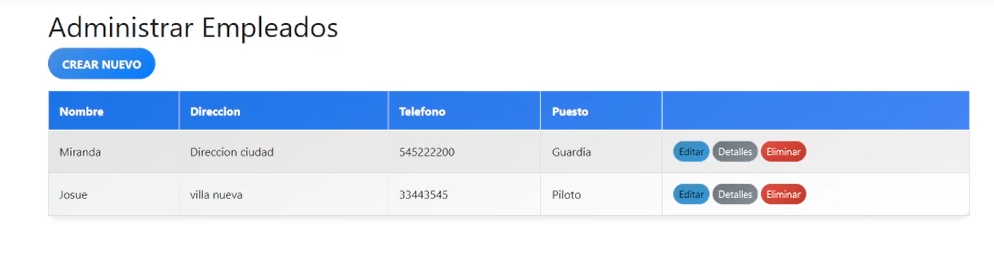 Administrar Empleados
CREAR NUEVO
Nombre Direccion Telefono Puesto
Miranda Direccion ciudad 545222200 Guardia Editar Detalles Eliminar
Josue villa nueva 33443545 Piloto Editar Detalles Eliminar